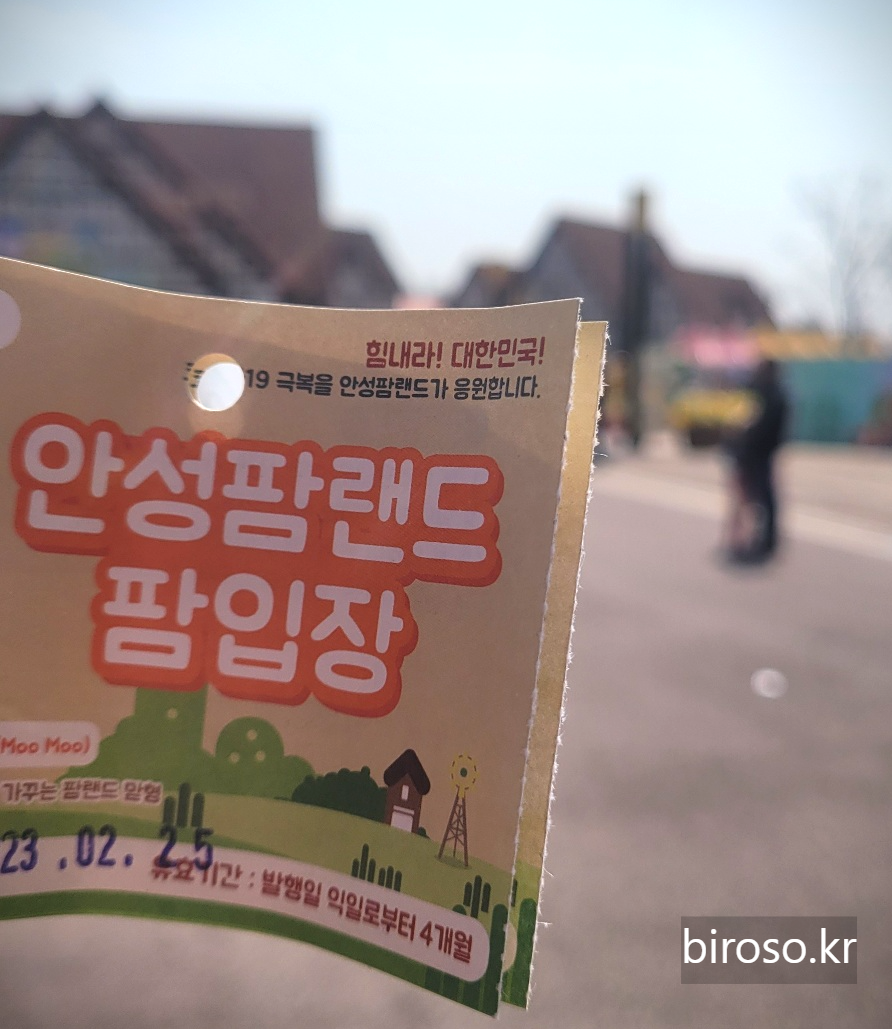 힘내라! 대한민국!
19 극복을 안성팜랜드가 응원합니다.
안성팜랜드
팜입장
(Moo Moo)
가꾸는 팜랜드 맏형
23.02.25
유효기간 : 발행일 익일로부터 4개월
biroso.kr